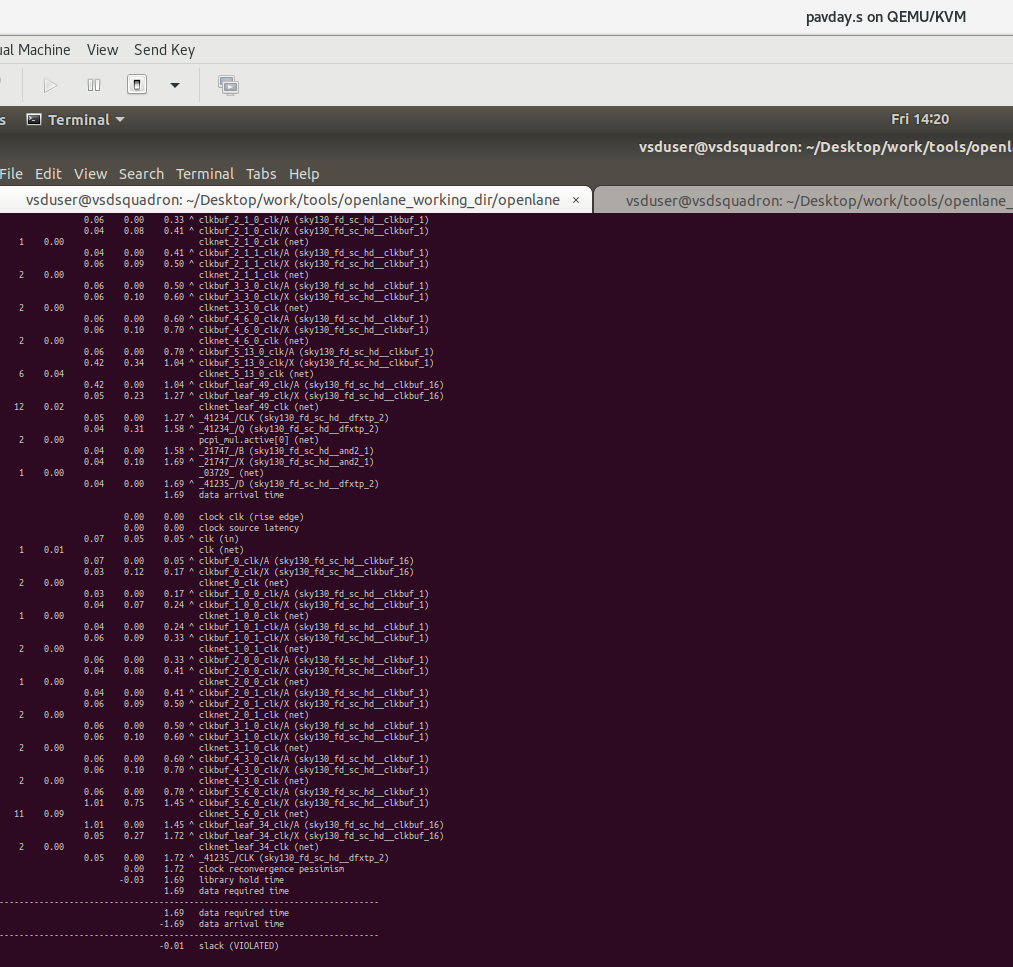 pavday.s on QEMU/KVM
ual Machine View Send Key
s Terminal Fri 14:20
vsduser@vsdsquadron: ~/Desktop/work/tools/openl
File Edit View Search Terminal Tabs Help
vsduser@vsdsquadron: ~/Desktop/work/tools/openlane_working_dir/openlane × vsduser@vsdsquadron: ~/Desktop/work/tools/openlane_
0.06 0.00 0.33 ^ clkbuf_2_1_0_clk/A (sky130_fd_sc_hd__clkbuf_1)
0.04 0.08 0.41 ^ clkbuf_2_1_0_clk/X (sky130_fd_sc_hd__clkbuf_1)
1 0.00 clknet_2_1_0_clk (net)
0.04 0.00 0.41 ^ clkbuf_2_1_1_clk/A (sky130_fd_sc_hd__clkbuf_1)
0.06 0.09 0.50 ^ clkbuf_2_1_1_clk/X (sky130_fd_sc_hd__clkbuf_1)
2 0.00 clknet_2_1_1_clk (net)
0.06 0.00 0.50 ^ clkbuf_3_3_0_clk/A (sky130_fd_sc_hd__clkbuf_1)
0.06 0.10 0.60 ^ clkbuf_3_3_0_clk/X (sky130_fd_sc_hd__clkbuf_1)
2 0.00 clknet_3_3_0_clk (net)
0.06 0.00 0.60 ^ clkbuf_4_6_0_clk/A (sky130_fd_sc_hd__clkbuf_1)
0.06 0.10 0.70 ^ clkbuf_4_6_0_clk/X (sky130_fd_sc_hd__clkbuf_1)
2 0.00 clknet_4_6_0_clk (net)
0.06 0.00 0.70 ^ clkbuf_5_13_0_clk/A (sky130_fd_sc_hd__clkbuf_1)
0.42 0.34 1.04 ^ clkbuf_5_13_0_clk/X (sky130_fd_sc_hd__clkbuf_1)
6 0.04 clknet_5_13_0_clk (net)
0.42 0.00 1.04 ^ clkbuf_leaf_49_clk/A (sky130_fd_sc_hd__clkbuf_16)
0.05 0.23 1.27 ^ clkbuf_leaf_49_clk/X (sky130_fd_sc_hd__clkbuf_16)
12 0.02 clknet_leaf_49_clk (net)
0.05 0.00 1.27 ^ _41234_/CLK (sky130_fd_sc_hd__dfxtp_2)
0.04 0.31 1.58 ^ _41234_/Q (sky130_fd_sc_hd__dfxtp_2)
2 0.00 pcpi_mul.active[0] (net)
0.04 0.00 1.58 ^ _21747_/B (sky130_fd_sc_hd__and2_1)
0.04 0.10 1.69 ^ _21747_/X (sky130_fd_sc_hd__and2_1)
1 0.00 _03729_ (net)
0.04 0.00 1.69 ^ _41235_/D (sky130_fd_sc_hd__dfxtp_2)
1.69 data arrival time
0.00 0.00 clock clk (rise edge)
0.00 0.00 clock source latency
0.07 0.05 0.05 ^ clk (in)
1 0.01 clk (net)
0.07 0.00 0.05 ^ clkbuf_0_clk/A (sky130_fd_sc_hd__clkbuf_16)
0.03 0.12 0.17 ^ clkbuf_0_clk/X (sky130_fd_sc_hd__clkbuf_16)
2 0.00 clknet_0_clk (net)
0.03 0.00 0.17 ^ clkbuf_1_0_0_clk/A (sky130_fd_sc_hd__clkbuf_1)
0.04 0.07 0.24 ^ clkbuf_1_0_0_clk/X (sky130_fd_sc_hd__clkbuf_1)
1 0.00 clknet_1_0_0_clk (net)
0.04 0.00 0.24 ^ clkbuf_1_0_1_clk/A (sky130_fd_sc_hd__clkbuf_1)
0.06 0.09 0.33 ^ clkbuf_1_0_1_clk/X (sky130_fd_sc_hd__clkbuf_1)
2 0.00 clknet_1_0_1_clk (net)
0.06 0.00 0.33 ^ clkbuf_2_0_0_clk/A (sky130_fd_sc_hd__clkbuf_1)
0.04 0.08 0.41 ^ clkbuf_2_0_0_clk/X (sky130_fd_sc_hd__clkbuf_1)
1 0.00 clknet_2_0_0_clk (net)
0.04 0.00 0.41 ^ clkbuf_2_0_1_clk/A (sky130_fd_sc_hd__clkbuf_1)
0.06 0.09 0.50 ^ clkbuf_2_0_1_clk/X (sky130_fd_sc_hd__clkbuf_1)
2 0.00 clknet_2_0_1_clk (net)
0.06 0.00 0.50 ^ clkbuf_3_1_0_clk/A (sky130_fd_sc_hd__clkbuf_1)
0.06 0.10 0.60 ^ clkbuf_3_1_0_clk/X (sky130_fd_sc_hd__clkbuf_1)
2 0.00 clknet_3_1_0_clk (net)
0.06 0.00 0.60 ^ clkbuf_4_3_0_clk/A (sky130_fd_sc_hd__clkbuf_1)
0.06 0.10 0.70 ^ clkbuf_4_3_0_clk/X (sky130_fd_sc_hd__clkbuf_1)
2 0.00 clknet_4_3_0_clk (net)
0.06 0.00 0.70 ^ clkbuf_5_6_0_clk/A (sky130_fd_sc_hd__clkbuf_1)
1.01 0.75 1.45 ^ clkbuf_5_6_0_clk/X (sky130_fd_sc_hd__clkbuf_1)
11 0.09 clknet_5_6_0_clk (net)
1.01 0.00 1.45 ^ clkbuf_leaf_34_clk/A (sky130_fd_sc_hd__clkbuf_16)
0.05 0.27 1.72 ^ clkbuf_leaf_34_clk/X (sky130_fd_sc_hd__clkbuf_16)
2 0.00 clknet_leaf_34_clk (net)
0.05 0.00 1.72 ^ _41235_/CLK (sky130_fd_sc_hd__dfxtp_2)
0.00 1.72 clock reconvergence pessimism
-0.03 1.69 library hold time
1.69 data required time
-----------------------------------------------------------------------------
1.69 data required time
-1.69 data arrival time
-----------------------------------------------------------------------------
-0.01 slack (VIOLATED)